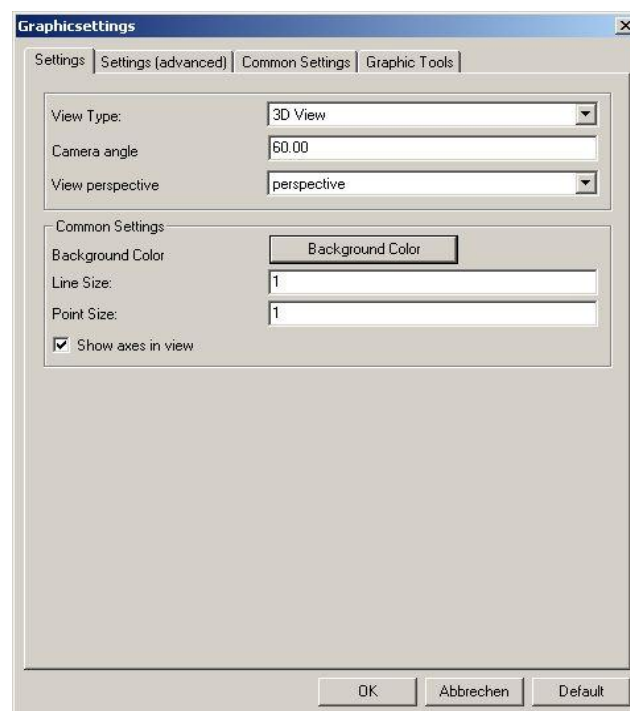 Graphicsettings
Settings
Settings (advanced)
Common Settings
Graphic Tools
View Type:
3D View
Camera angle
60.00
View perspective
perspective
Common Settings
Background Color
Background Color
Line Size:
1
Point Size:
1
Show axes in view
OK
Abbrechen
Default